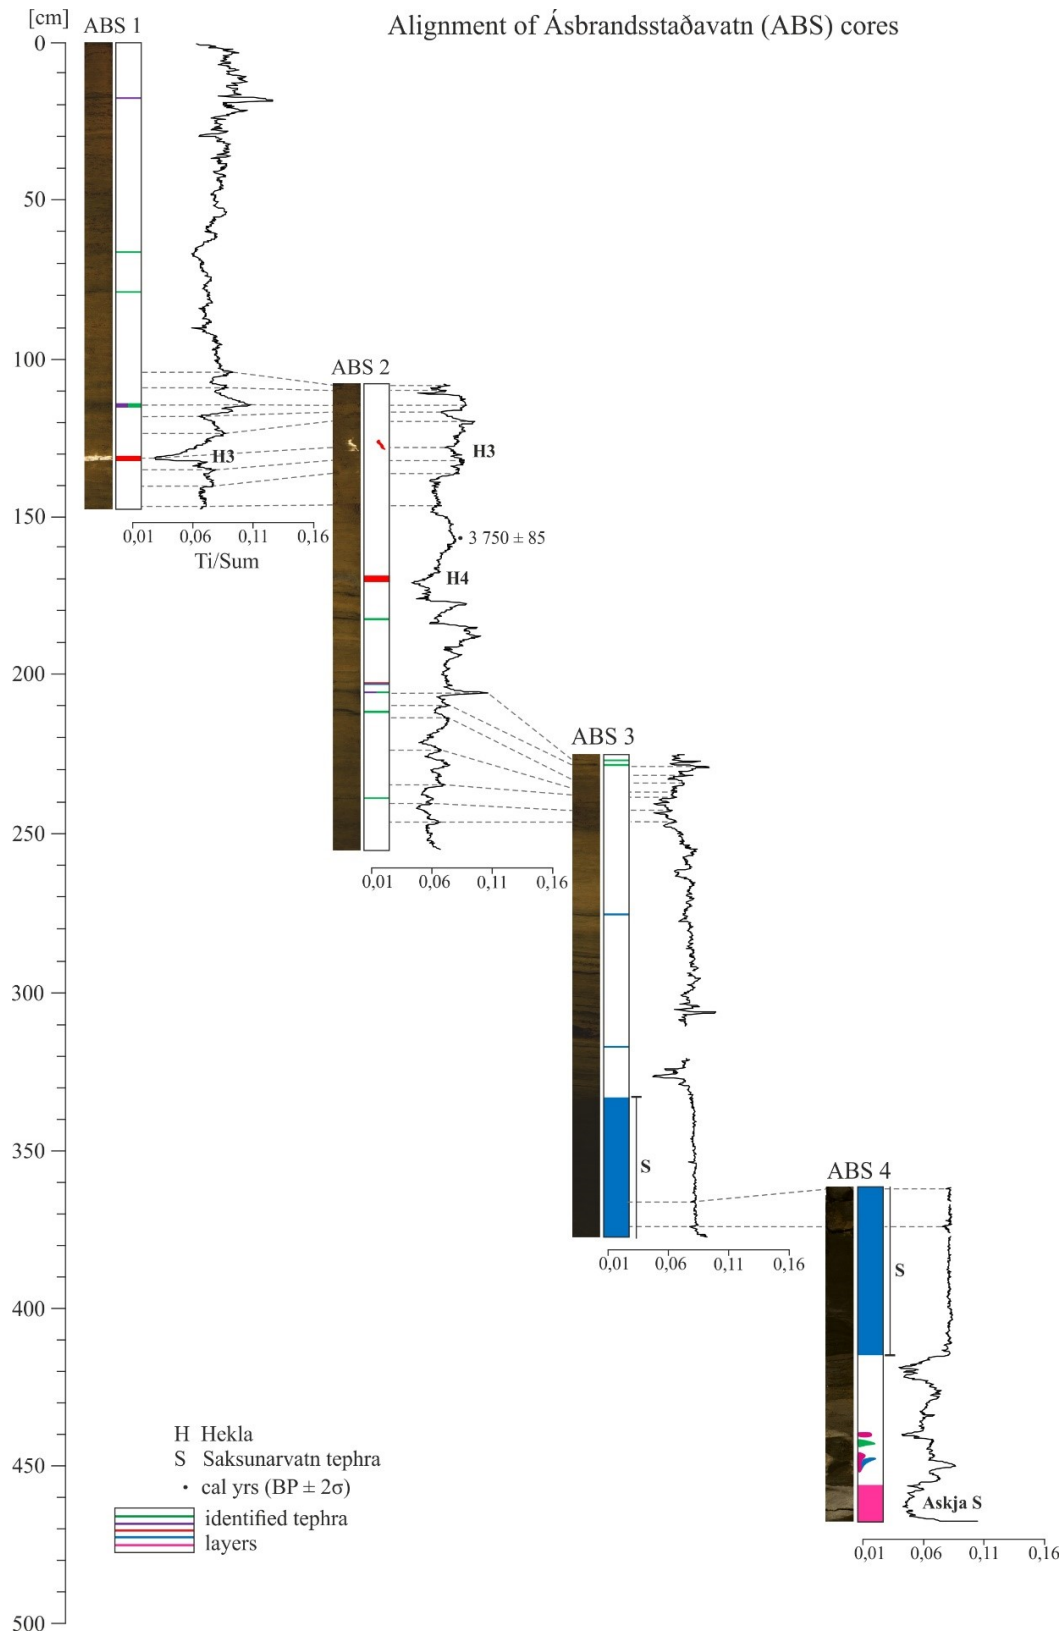 [cm]
Alignment of Ásbrandsstaðavatn (ABS) cores
ABS 1
0
50
100
ABS 2
H3
H3
150
0,01 0,06 0,11 0,16
Ti/Sum
3 750 ± 85
H4
200
ABS 3
250
0,01 0,06 0,11 0,16
300
350
S
ABS 4
0,01 0,06 0,11 0,16
S
400
450
H Hekla
S Saksunarvatn tephra
• cal yrs (BP ± 2σ)
identified tephra
layers
Askja S
0,01 0,06 0,11 0,16
500